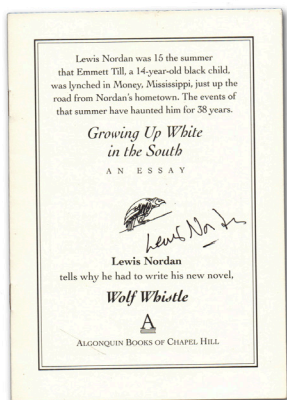 Lewis Nordan was 15 the summer
that Emmett Till, a 14-year-old black child,
was lynched in Money, Mississippi, just up the
road from Nordan's hometown. The events of
that summer have haunted him for 38 years.
Growing Up White
in the South
AN ESSAY
Lewis Nordan
Lewis Nordan
tells why he had to write his new novel,
Wolf Whistle
A
ALGONQUIN BOOKS OF CHAPEL HILL